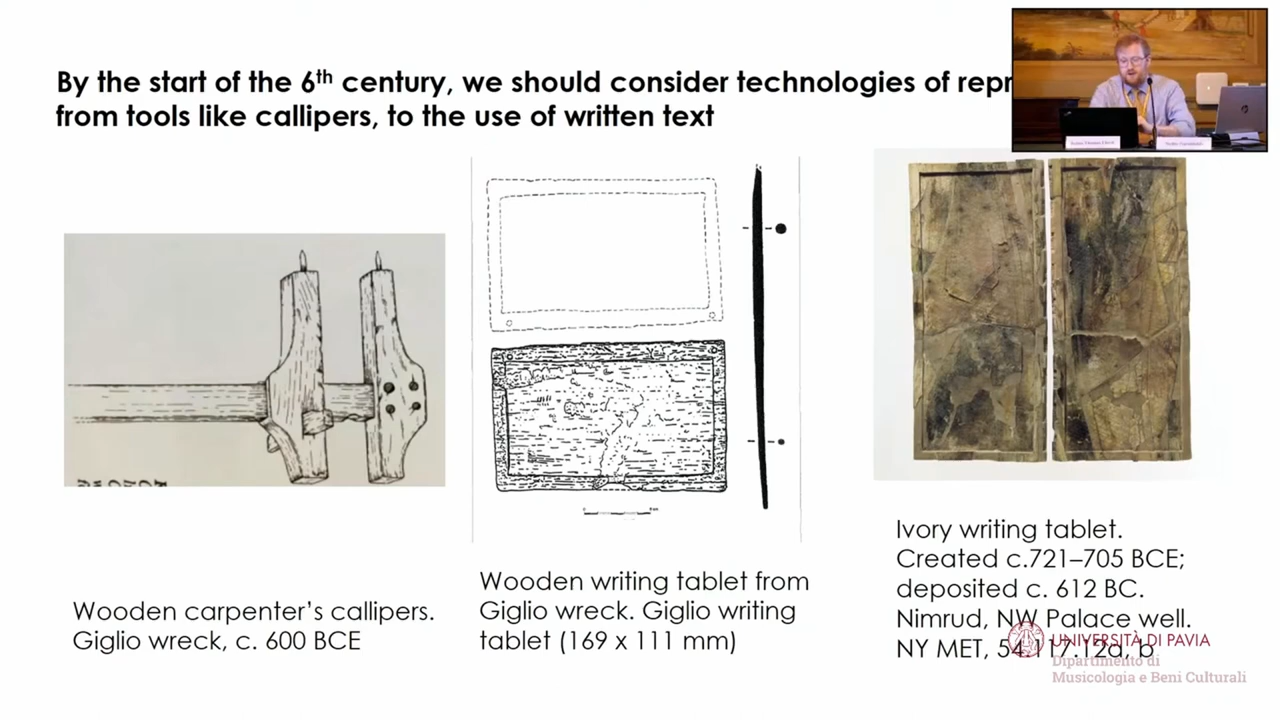 By the start of the 6th century, we should consider technologies of
from tools like callipers, to the use of written text
Wooden carpenter's callipers.
Giglio wreck, c. 600 BCE
Wooden writing tablet from
Giglio wreck. Giglio writing
tablet (169 x 111 mm)
Ivory writing tablet.
Created c.721–705 BCE;
deposited c. 612 BC.
Nimrud, NW Palace well.
NY MET, 54.117.12a, b
UNIVERSITÀ DI PAVIA
Dipartimento di
Musicologia e Beni Culturali